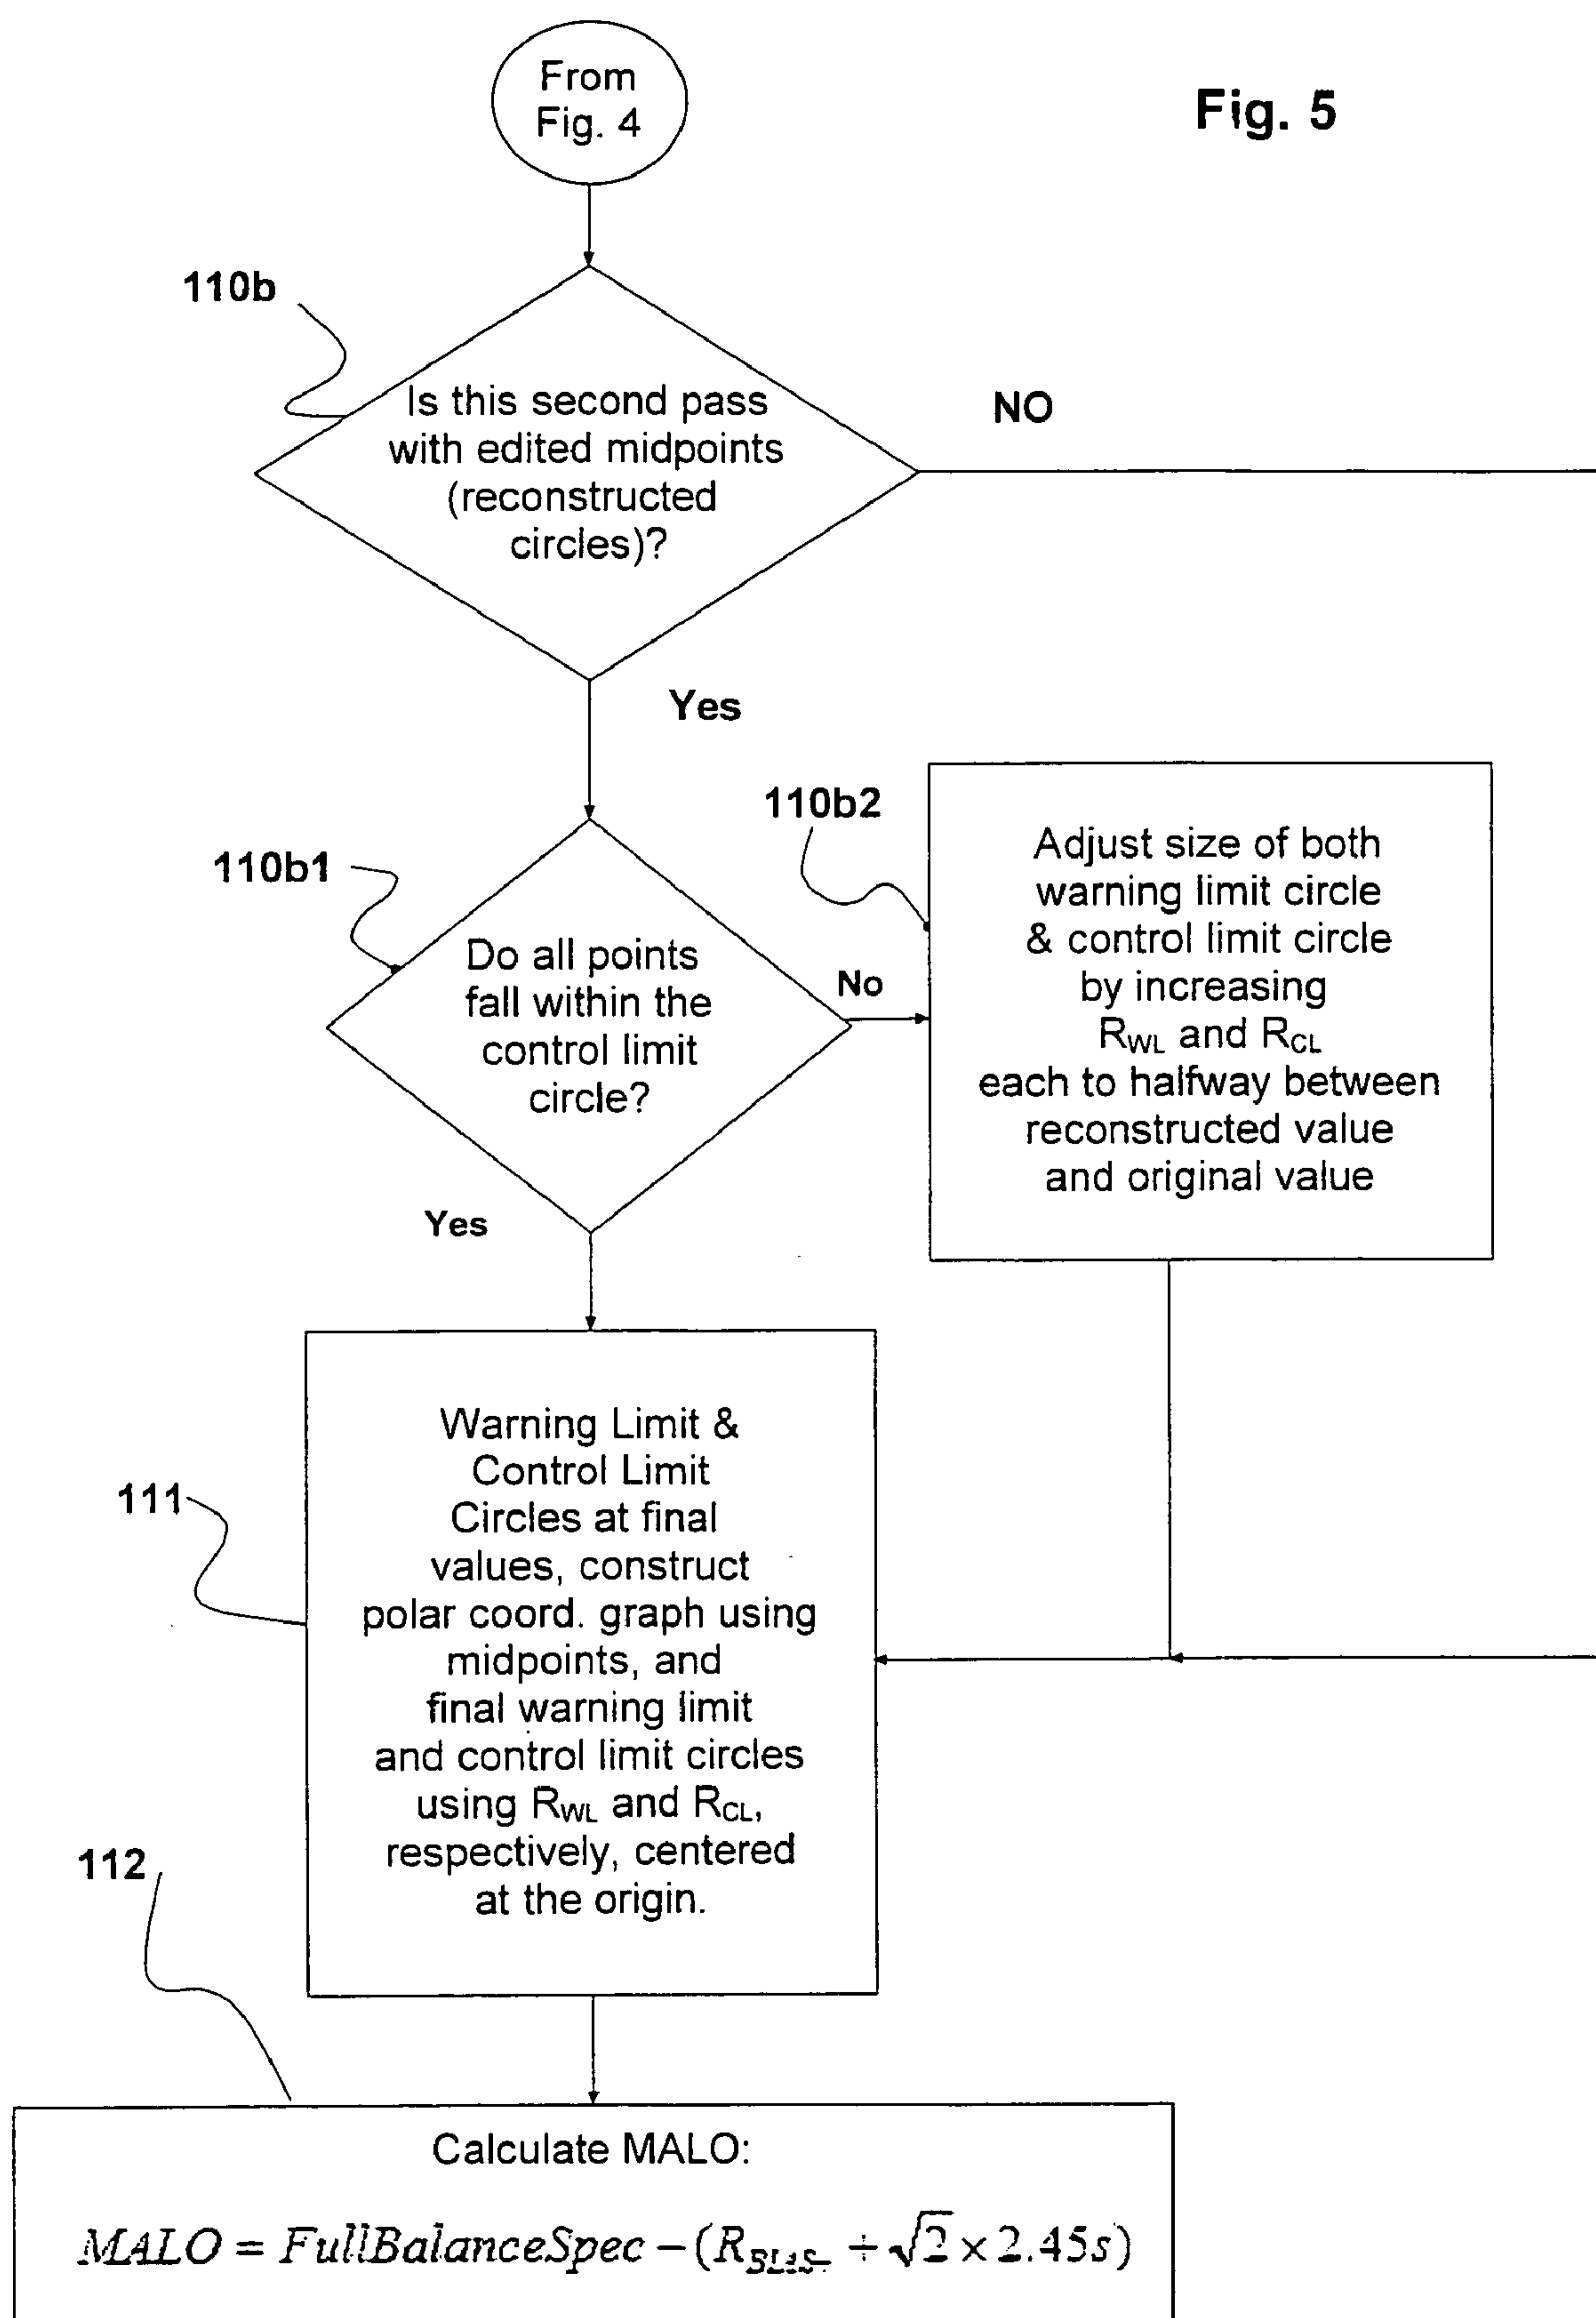 From
Fig. 4
Fig. 5
110b
Is this second pass
with edited midpoints
(reconstructed
circles)?
NO
Yes
110b2
110b1
Do all points
fall within the
control limit
circle?
No
Adjust size of both
warning limit circle
& control limit circle
by increasing
R_WL and R_CL
each to halfway between
reconstructed value
and original value
Yes
111
Warning Limit &
Control Limit
Circles at final
values, construct
polar coord. graph using
midpoints, and
final warning limit
and control limit circles
using R_WL and R_CL,
respectively, centered
at the origin.
112
Calculate MALO:
MALO = FullBalanceSpec − (R ÷ √2 × 2.45s)